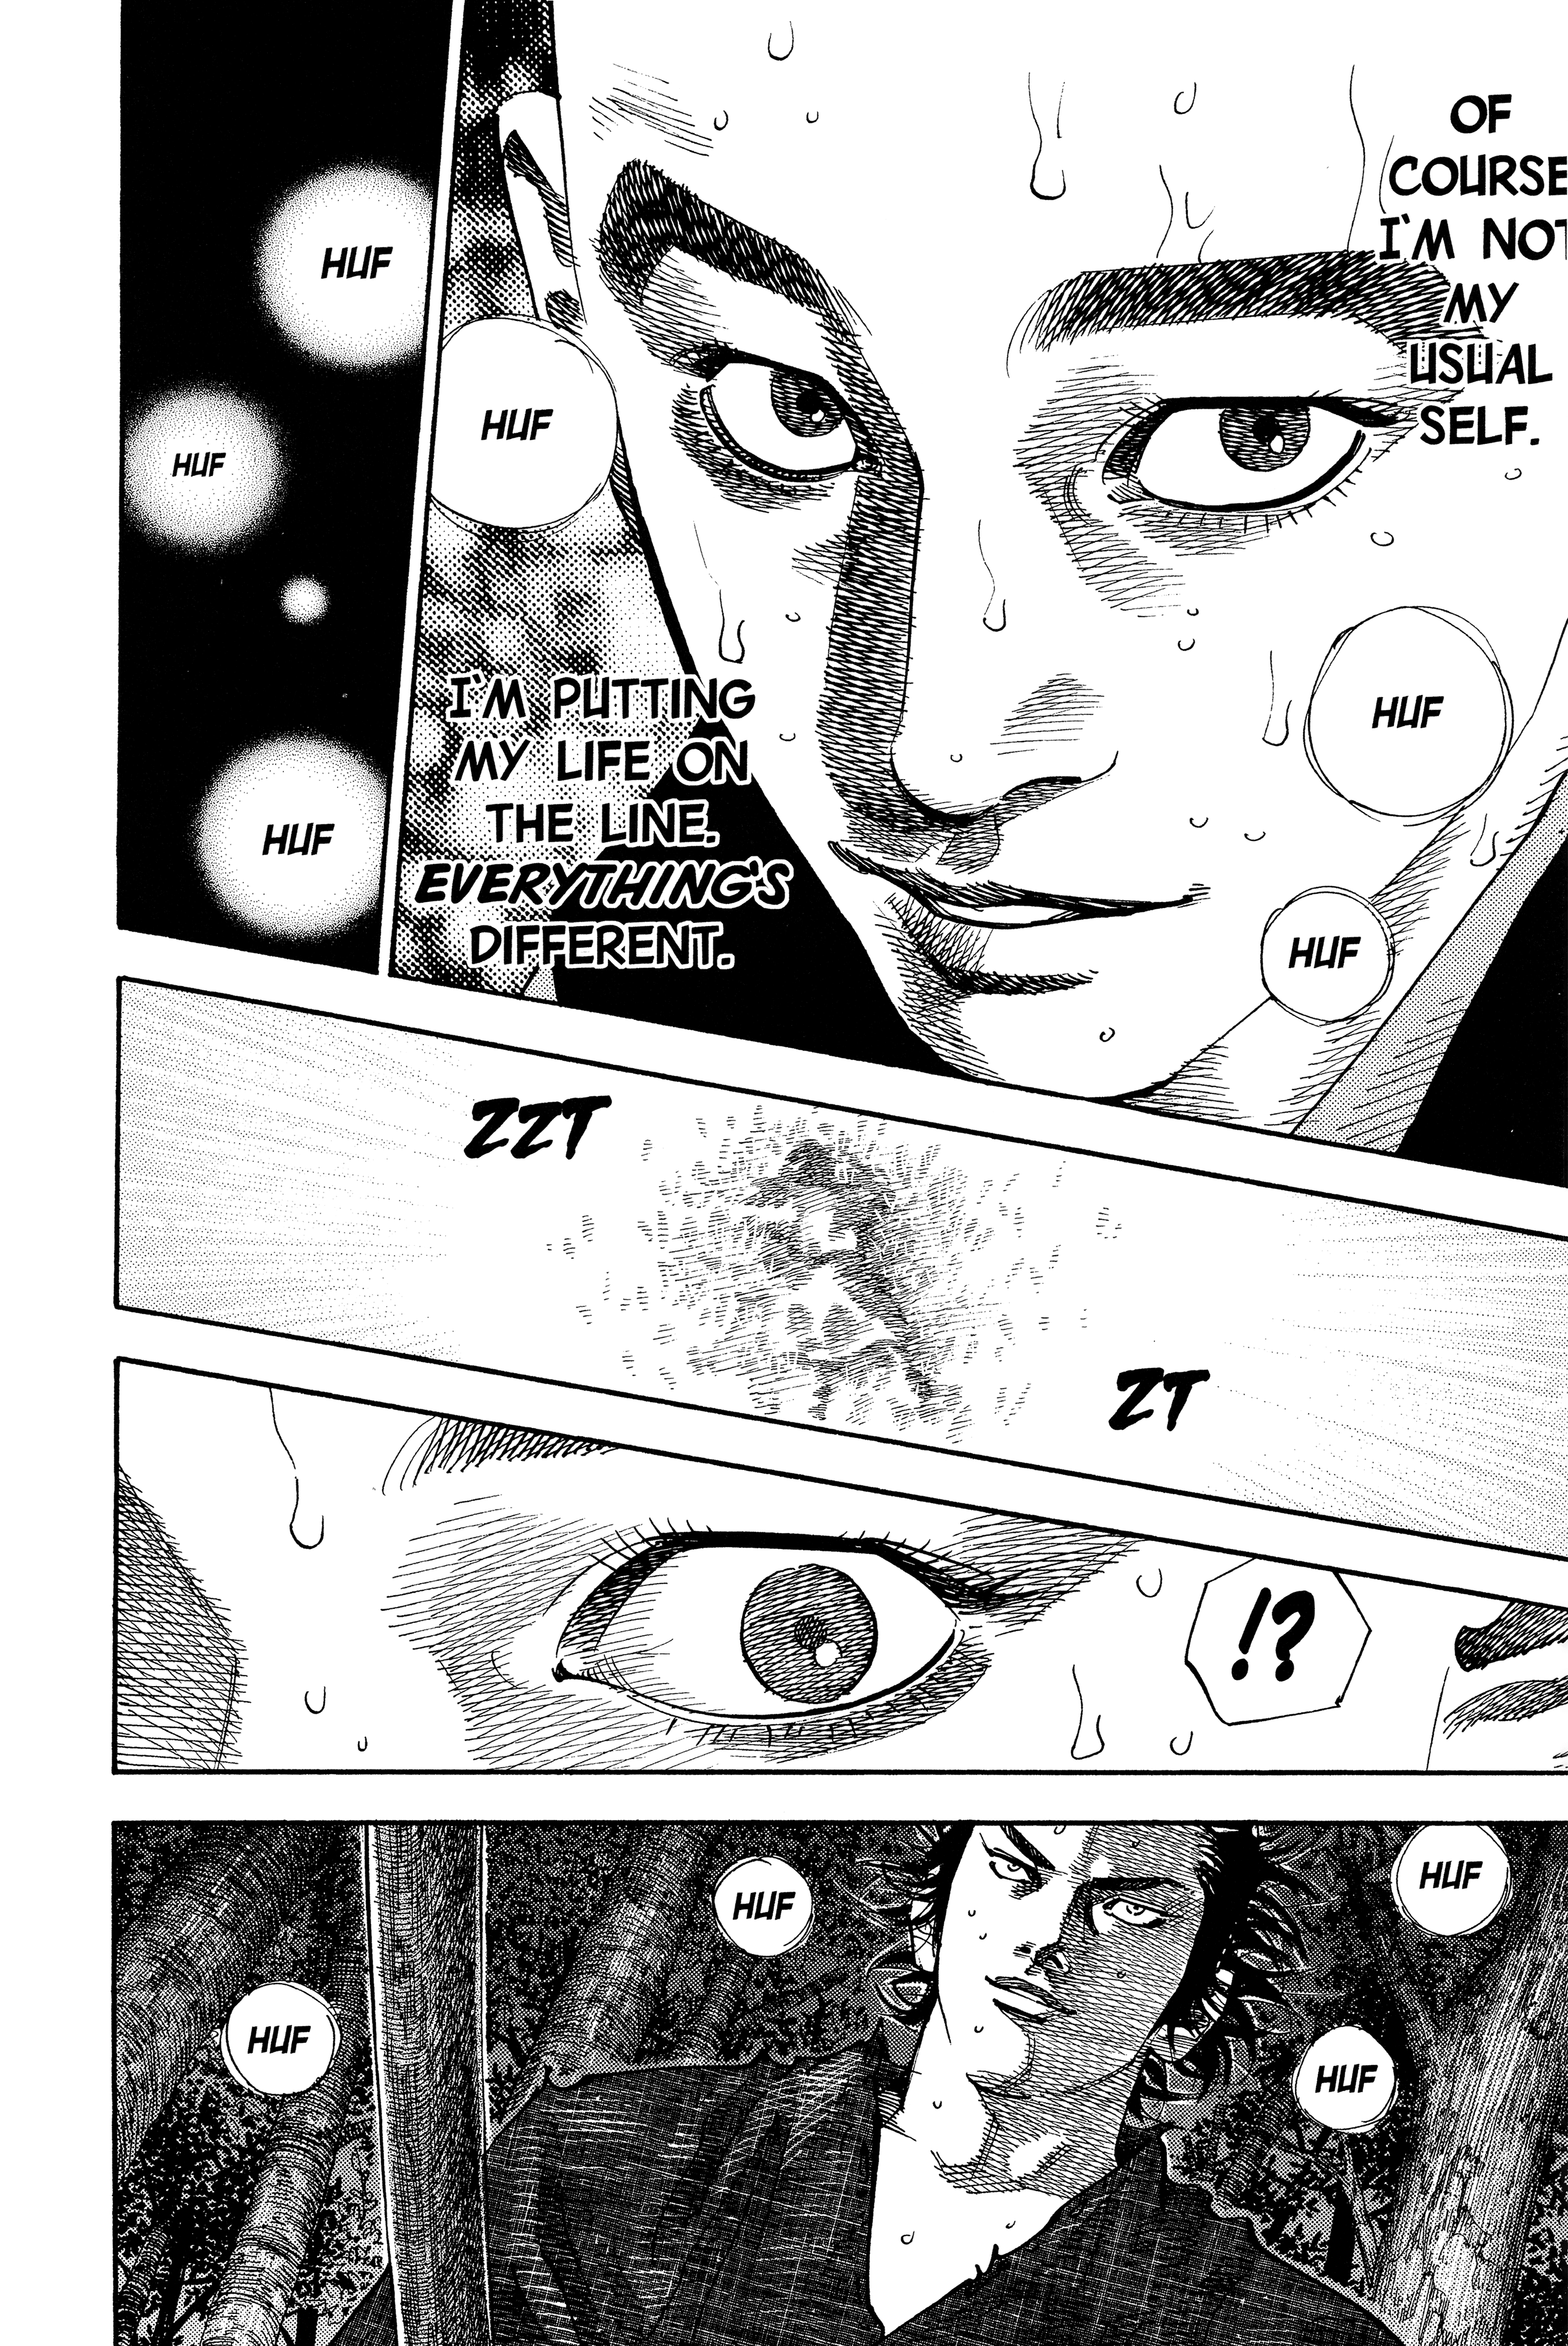 OF
COURSE
I'M NOT
MY
USUAL
SELF.
HUF
HUF
HUF
HUF
HUF
HUF
I'M PUTTING
MY LIFE ON
THE LINE.
EVERYTHING'S
DIFFERENT.
ZZT
ZT
!?
HUF
HUF
HUF
HUF